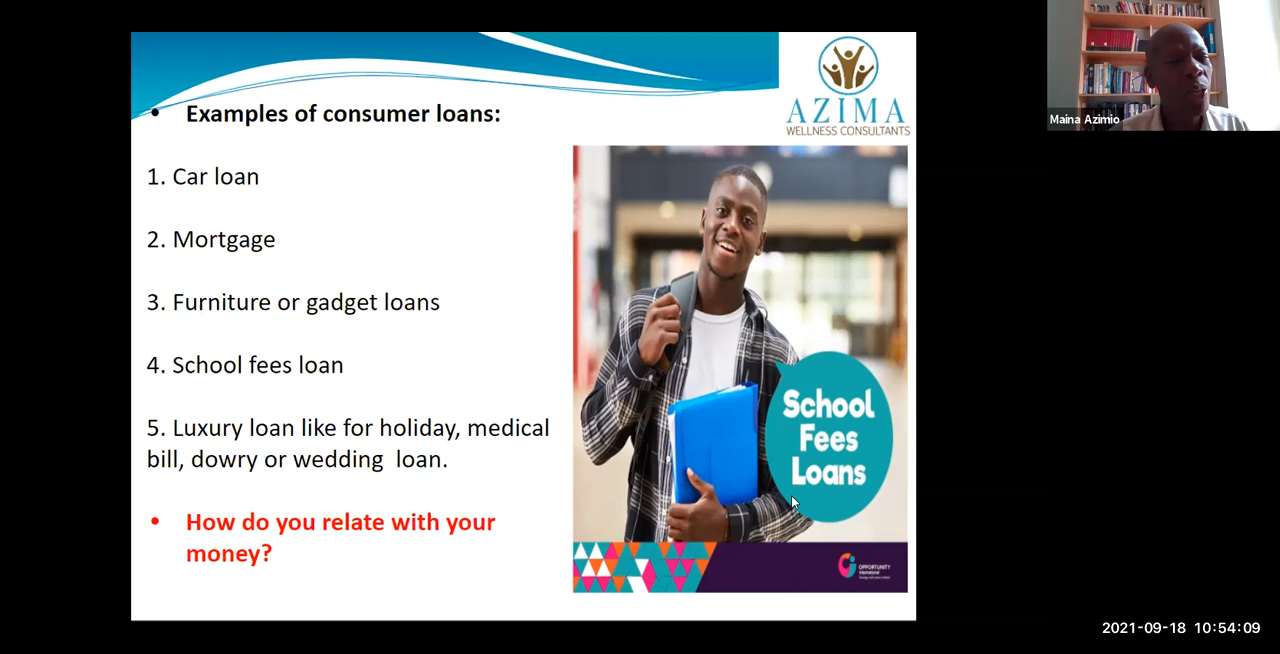 Examples of consumer loans:
1. Car loan
2. Mortgage
3. Furniture or gadget loans
4. School fees loan
5. Luxury loan like for holiday, medical
bill, dowry or wedding loan.
How do you relate with your
money?
AZIMA
WELLNESS CONSULTANTS
School
Fees
Loans
OPPORTUNITY
International
Maina Azimio
2021-09-18 10:54:09